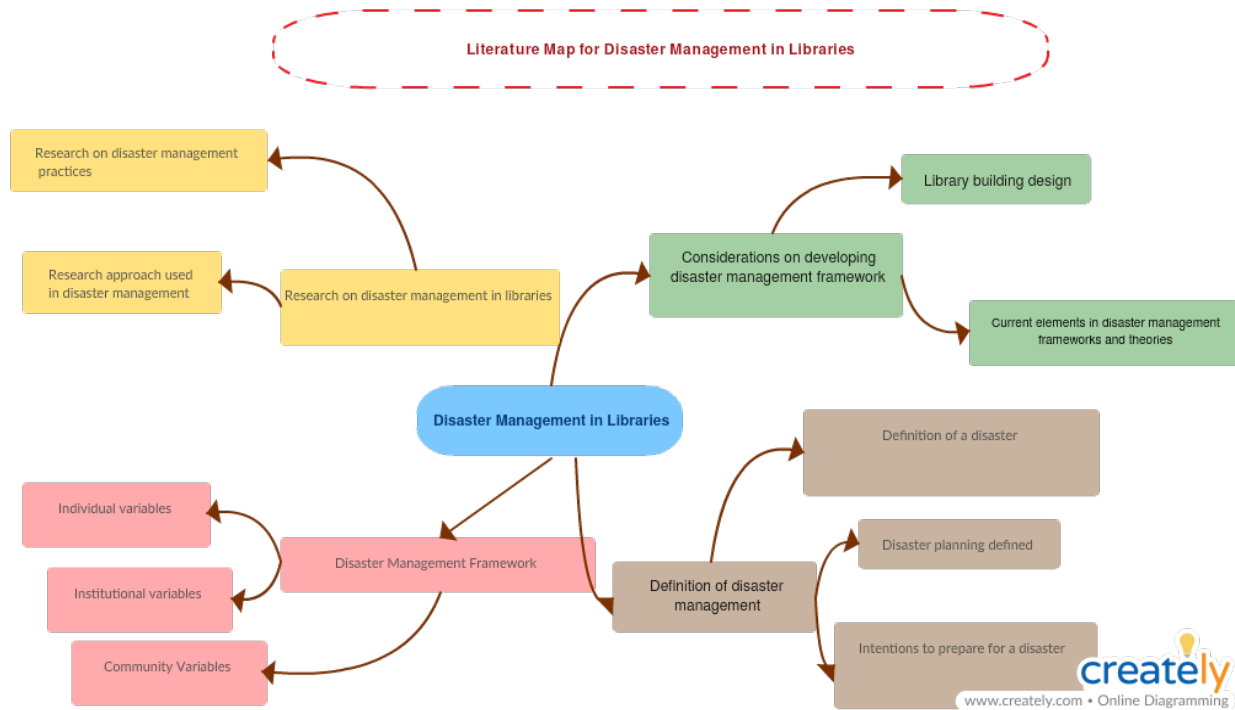 Literature Map for Disaster Management in Libraries
Research on disaster management
practices
Library building design
Research approach used
in disaster management
Research on disaster management in libraries
Considerations on developing
disaster management framework
Current elements in disaster management
frameworks and theories
Disaster Management in Libraries
Definition of a disaster
Individual variables
Disaster Management Framework
Disaster planning defined
Institutional variables
Definition of disaster
management
Community Variables
Intentions to prepare for a disaster
creately
www.creately.com • Online Diagramming